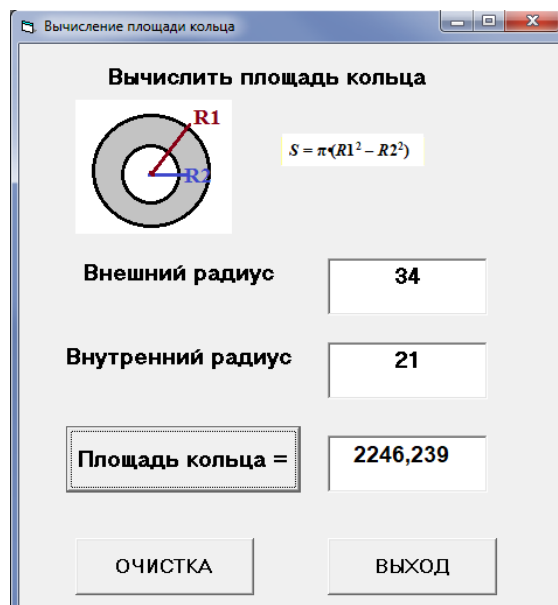 Вычисление площади кольца
Вычислить площадь кольца
R1
R2
S = π•(R1² – R2²)
Внешний радиус
34
Внутренний радиус
21
Площадь кольца =
2246,239
ОЧИСТКА
ВЫХОД